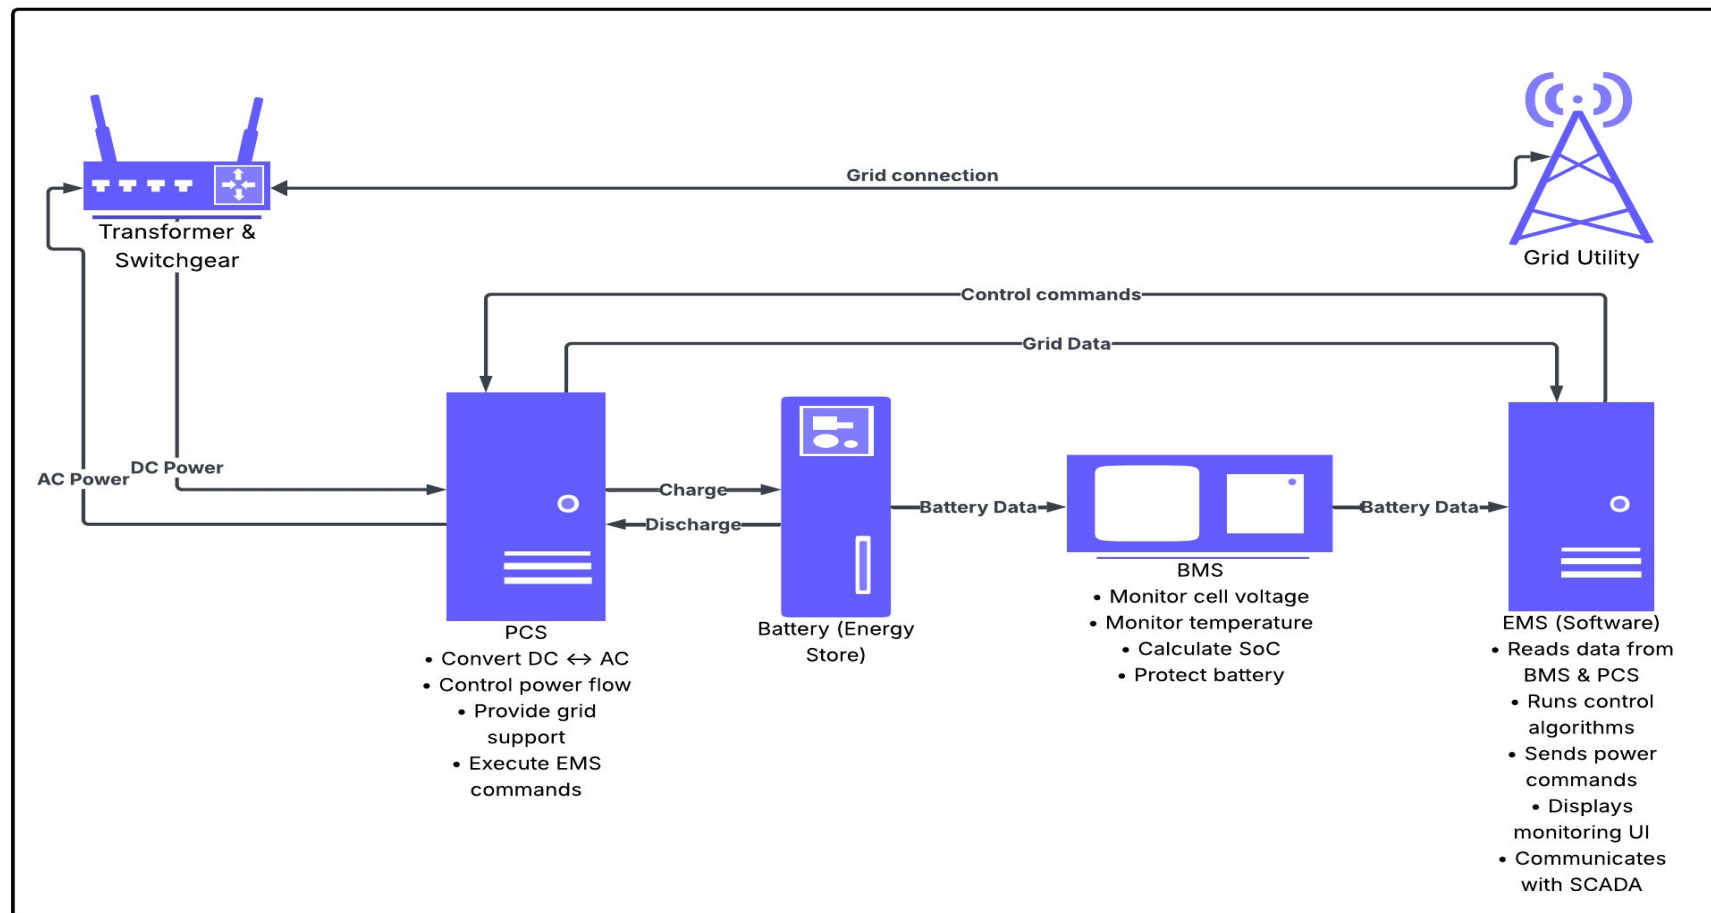 Grid connection
Transformer &
Switchgear
Grid Utility
Control commands
Grid Data
AC Power
DC Power
Charge
Discharge
Battery Data
Battery Data
PCS
• Convert DC ↔ AC
• Control power flow
• Provide grid
support
• Execute EMS
commands
Battery (Energy
Store)
BMS
• Monitor cell voltage
• Monitor temperature
• Calculate SoC
• Protect battery
EMS (Software)
• Reads data from
BMS & PCS
• Runs control
algorithms
• Sends power
commands
• Displays
monitoring UI
• Communicates
with SCADA